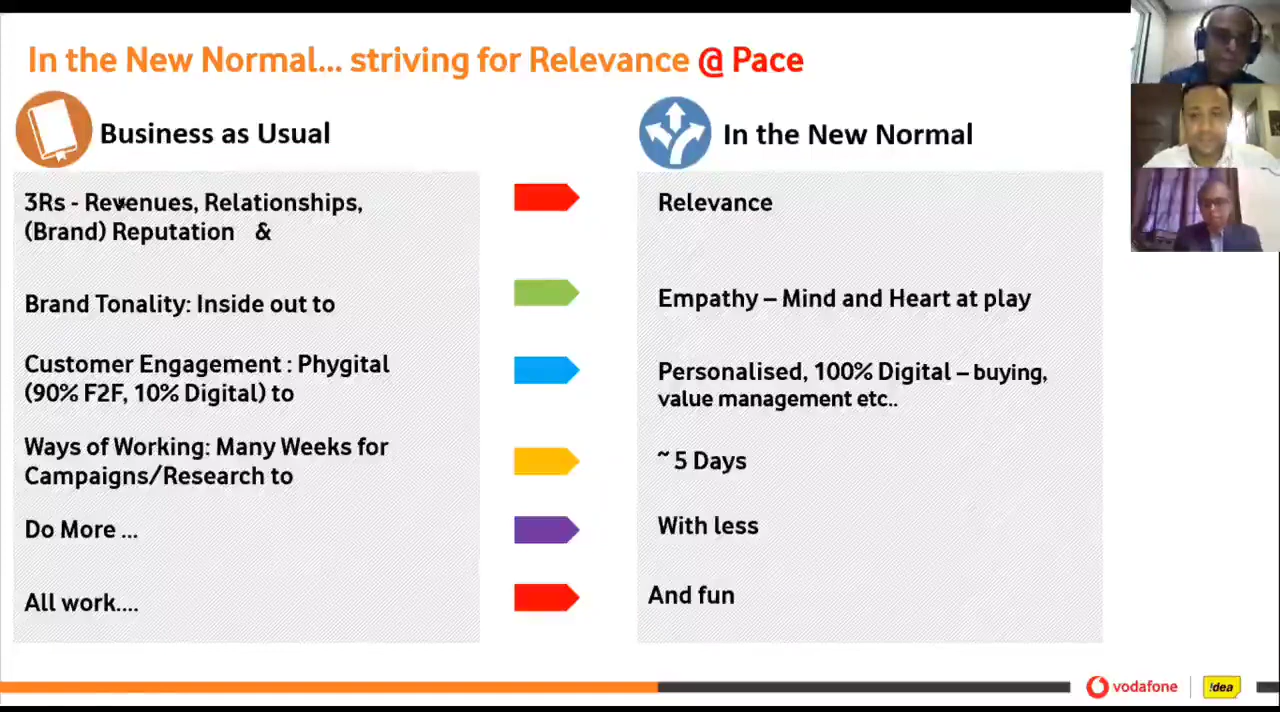 In the New Normal... striving for Relevance @ Pace
Business as Usual
3Rs - Revenues, Relationships,
(Brand) Reputation &
Brand Tonality: Inside out to
Customer Engagement : Phygital
(90% F2F, 10% Digital) to
Ways of Working: Many Weeks for
Campaigns/Research to
Do More ...
All work....
In the New Normal
Relevance
Empathy – Mind and Heart at play
Personalised, 100% Digital – buying,
value management etc..
~ 5 Days
With less
And fun
vodafone
!dea